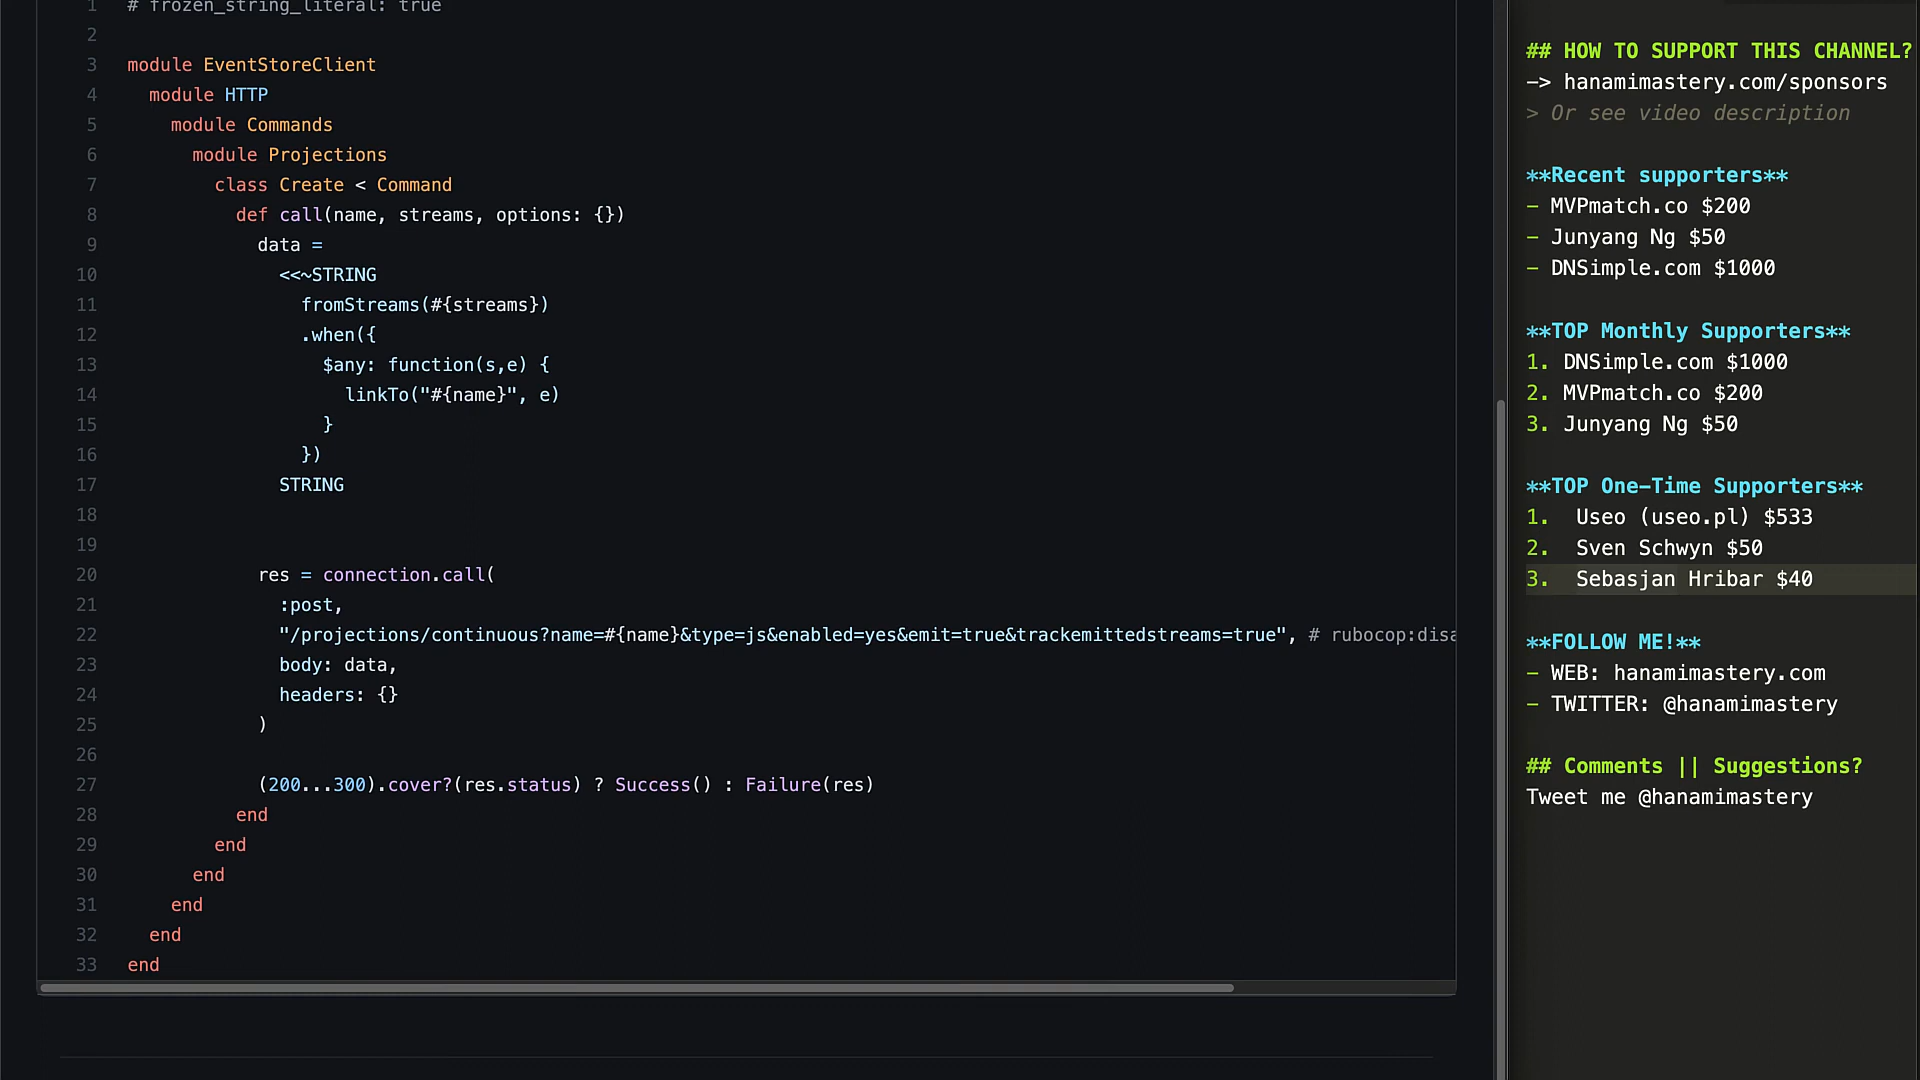 1 # frozen_string_literal: true
2
3 module EventStoreClient
4   module HTTP
5     module Commands
6       module Projections
7         class Create < Command
8           def call(name, streams, options: {})
9             data =
10               <<~STRING
11                 fromStreams(#{streams})
12                 .when({
13                   $any: function(s,e) {
14                     linkTo("#{name}", e)
15                   }
16                 })
17               STRING
18
19
20             res = connection.call(
21               :post,
22               "/projections/continuous?name=#{name}&type=js&enabled=yes&emit=true&trackemittedstreams=true", # rubocop:disa
23               body: data,
24               headers: {}
25             )
26
27             (200...300).cover?(res.status) ? Success() : Failure(res)
28           end
29         end
30       end
31     end
32   end
33 end
## HOW TO SUPPORT THIS CHANNEL?
—> hanamimastery.com/sponsors
> Or see video description
**Recent supporters**
- MVPmatch.co $200
- Junyang Ng $50
- DNSimple.com $1000
**TOP Monthly Supporters**
1. DNSimple.com $1000
2. MVPmatch.co $200
3. Junyang Ng $50
**TOP One-Time Supporters**
1.  Useo (useo.pl) $533
2.  Sven Schwyn $50
3.  Sebasjan Hribar $40
**FOLLOW ME!**
- WEB: hanamimastery.com
- TWITTER: @hanamimastery
## Comments || Suggestions?
Tweet me @hanamimastery